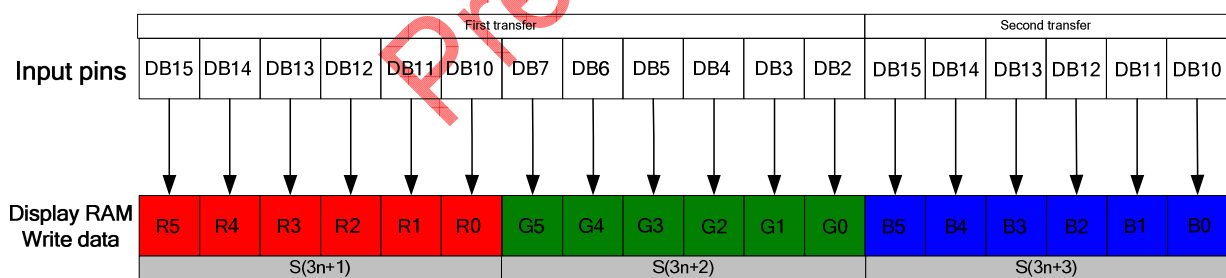 First transfer Second transfer
Input pins DB15 DB14 DB13 DB12 DB11 DB10 DB7 DB6 DB5 DB4 DB3 DB2 DB15 DB14 DB13 DB12 DB11 DB10
Display RAM
Write data
R5 R4 R3 R2 R1 R0 G5 G4 G3 G2 G1 G0 B5 B4 B3 B2 B1 B0
S(3n+1) S(3n+2) S(3n+3)
Pre